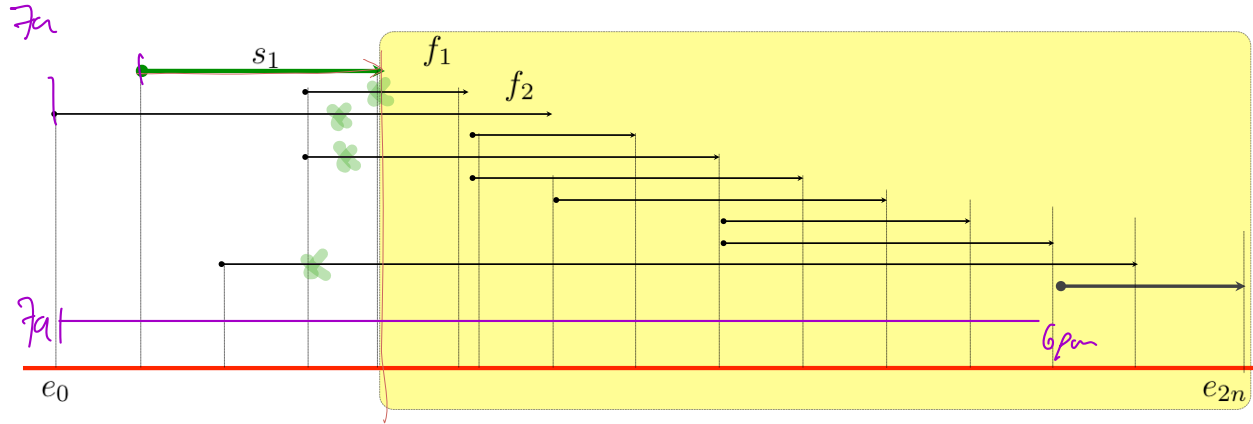 7a
s₁ f₁
f₂
7a
6pm
e₀ e₂ₙ